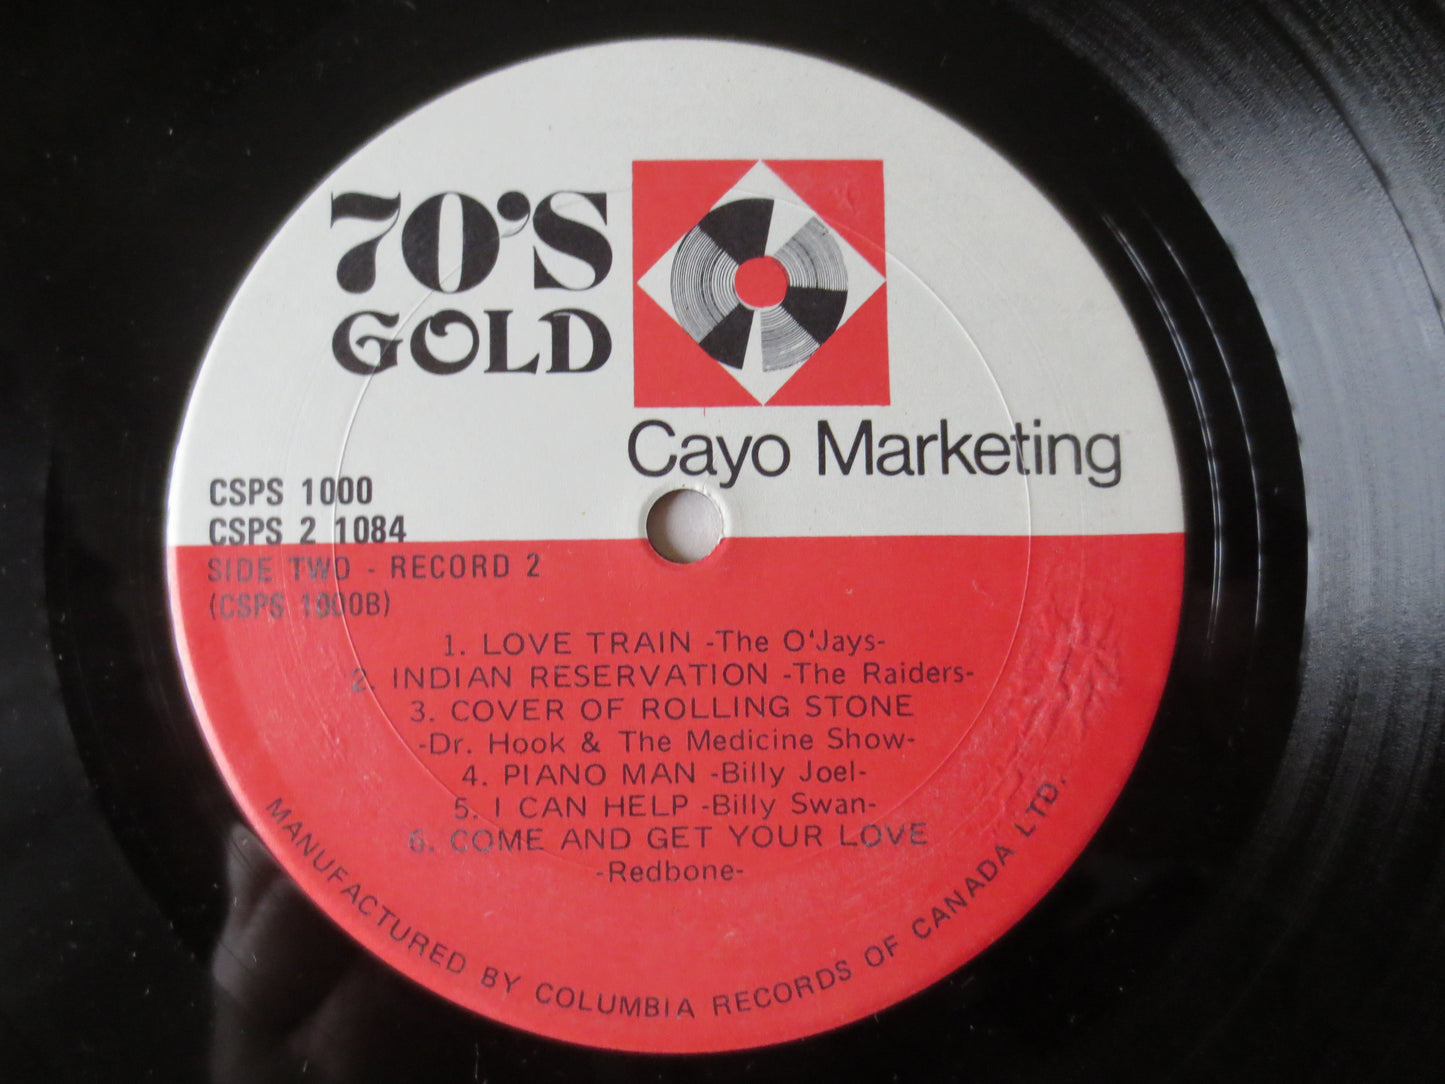 70'S
GOLD
Cayo Marketing
CSPS 1000
CSPS 2 1084
SIDE TWO - RECORD 2
(CSPS 1000B)
1. LOVE TRAIN -The O'Jays-
2. INDIAN RESERVATION -The Raiders-
3. COVER OF ROLLING STONE
-Dr. Hook & The Medicine Show-
4. PIANO MAN -Billy Joel-
5. I CAN HELP -Billy Swan-
6. COME AND GET YOUR LOVE
-Redbone-
MANUFACTURED BY COLUMBIA RECORDS OF CANADA LTD.